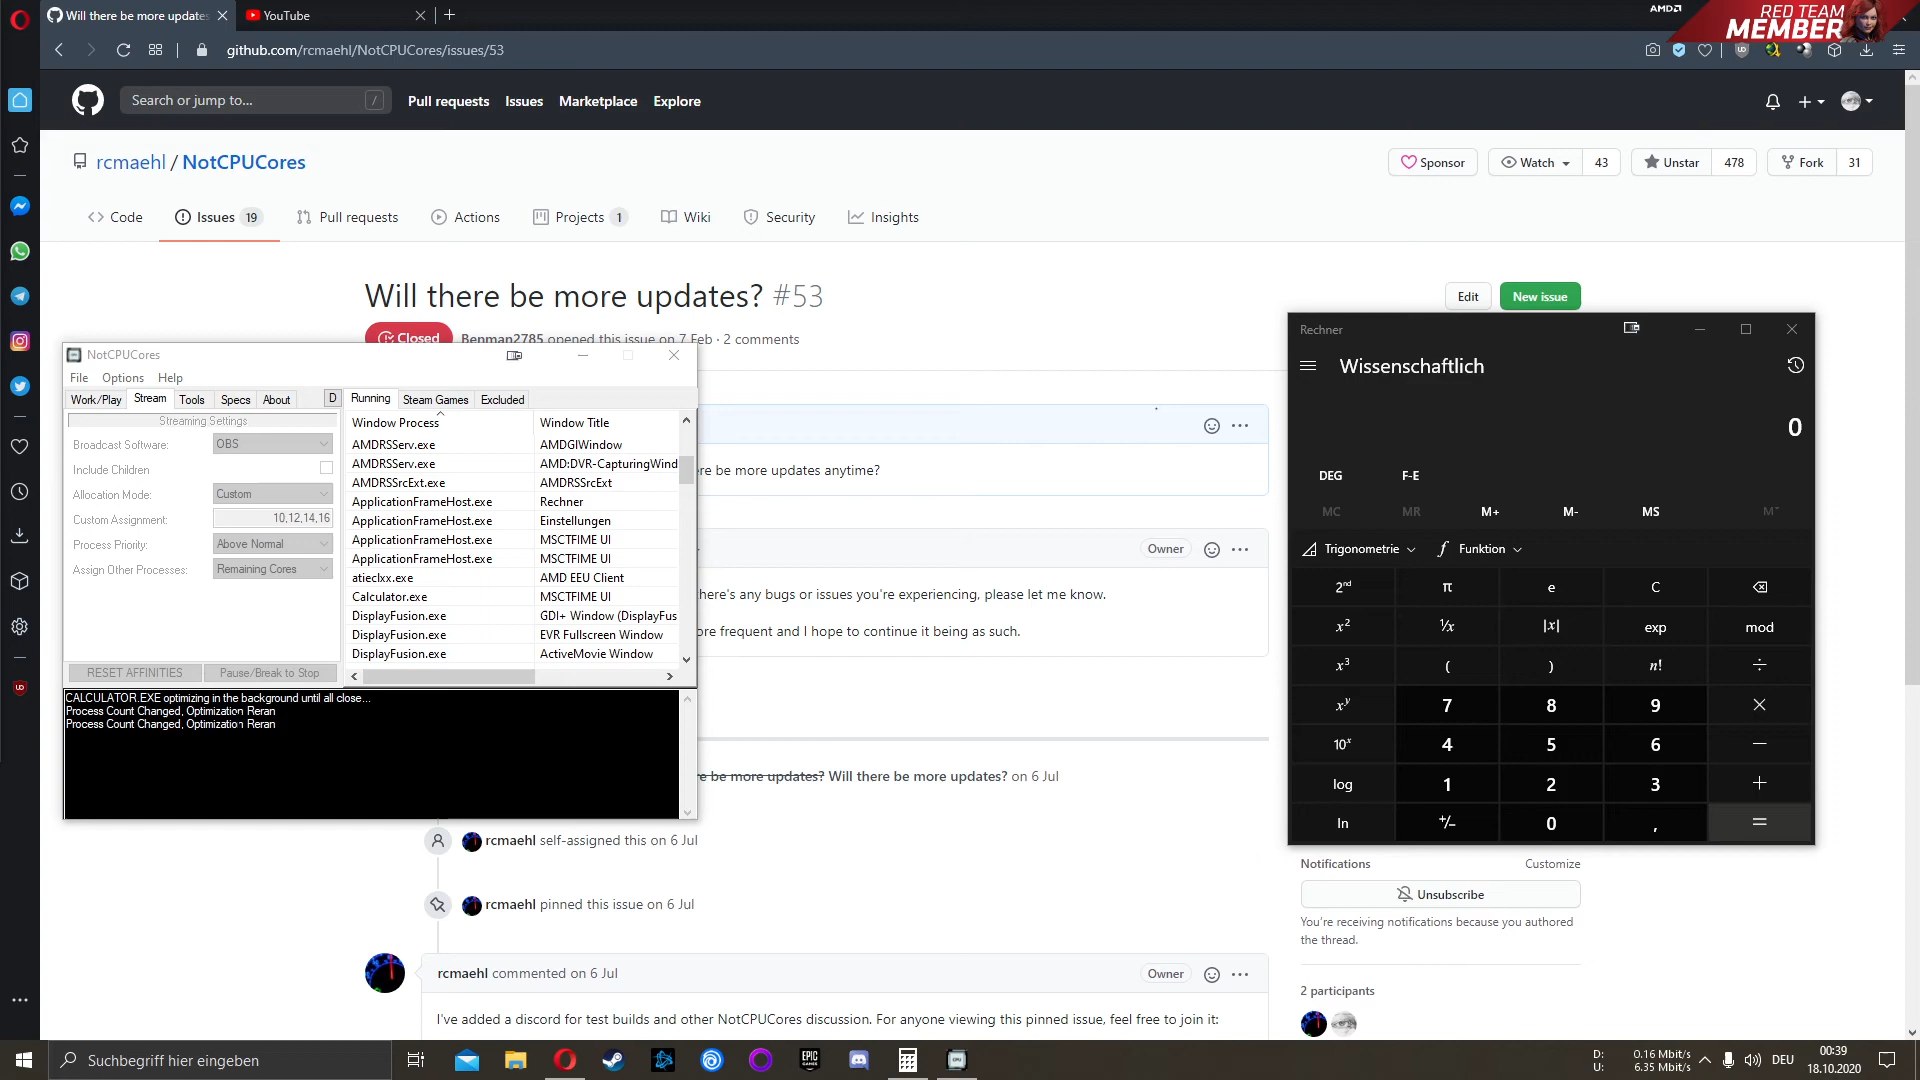 Will there be more updates
YouTube
AMD
RED TEAM
MEMBER
github.com/rcmaehl/NotCPUCores/issues/53
Search or jump to...
/
Pull requests
Issues
Marketplace
Explore
rcmaehl / NotCPUCores
Sponsor
Watch
43
Unstar
478
Fork
31
Code
Issues 19
Pull requests
Actions
Projects 1
Wiki
Security
Insights
Will there be more updates? #53
Edit
New issue
Closed
Benman2785 opened this issue on 7 Feb · 2 comments
NotCPUCores
File
Options
Help
Work/Play
Stream
Tools
Specs
About
D
Running
Steam Games
Excluded
Streaming Settings
Broadcast Software:
OBS
Include Children
Allocation Mode:
Custom
Custom Assignment:
10,12,14,16
Process Priority:
Above Normal
Assign Other Processes:
Remaining Cores
RESET AFFINITIES
Pause/Break to Stop
Window Process
Window Title
AMDRSServ.exe
AMDGIWindow
AMDRSServ.exe
AMD:DVR-CapturingWind
AMDRSSrcExt.exe
AMDRSSrcExt
ApplicationFrameHost.exe
Rechner
ApplicationFrameHost.exe
Einstellungen
ApplicationFrameHost.exe
MSCTFIME UI
ApplicationFrameHost.exe
MSCTFIME UI
atieclxx.exe
AMD EEU Client
Calculator.exe
MSCTFIME UI
DisplayFusion.exe
GDI+ Window (DisplayFus
DisplayFusion.exe
EVR Fullscreen Window
DisplayFusion.exe
ActiveMovie Window
CALCULATOR.EXE optimizing in the background until all close...
Process Count Changed, Optimization Reran
Process Count Changed, Optimization Reran
re be more updates anytime?
Owner
here's any bugs or issues you're experiencing, please let me know.
ore frequent and I hope to continue it being as such.
e be more updates? Will there be more updates? on 6 Jul
rcmaehl self-assigned this on 6 Jul
rcmaehl pinned this issue on 6 Jul
rcmaehl commented on 6 Jul
Owner
I've added a discord for test builds and other NotCPUCores discussion. For anyone viewing this pinned issue, feel free to join it:
Rechner
Wissenschaftlich
0
DEG
F-E
MC
MR
M+
M-
MS
M
Trigonometrie
f Funktion
2nd
π
e
C
x2
1/x
|x|
exp
mod
x3
(
)
n!
÷
xy
7
8
9
×
10x
4
5
6
−
log
1
2
3
+
ln
+/−
0
,
=
Notifications
Customize
Unsubscribe
You're receiving notifications because you authored
the thread.
2 participants
Suchbegriff hier eingeben
EPIC
GAMES
D: 0.16 Mbit/s
U: 6.35 Mbit/s
DEU
00:39
18.10.2020